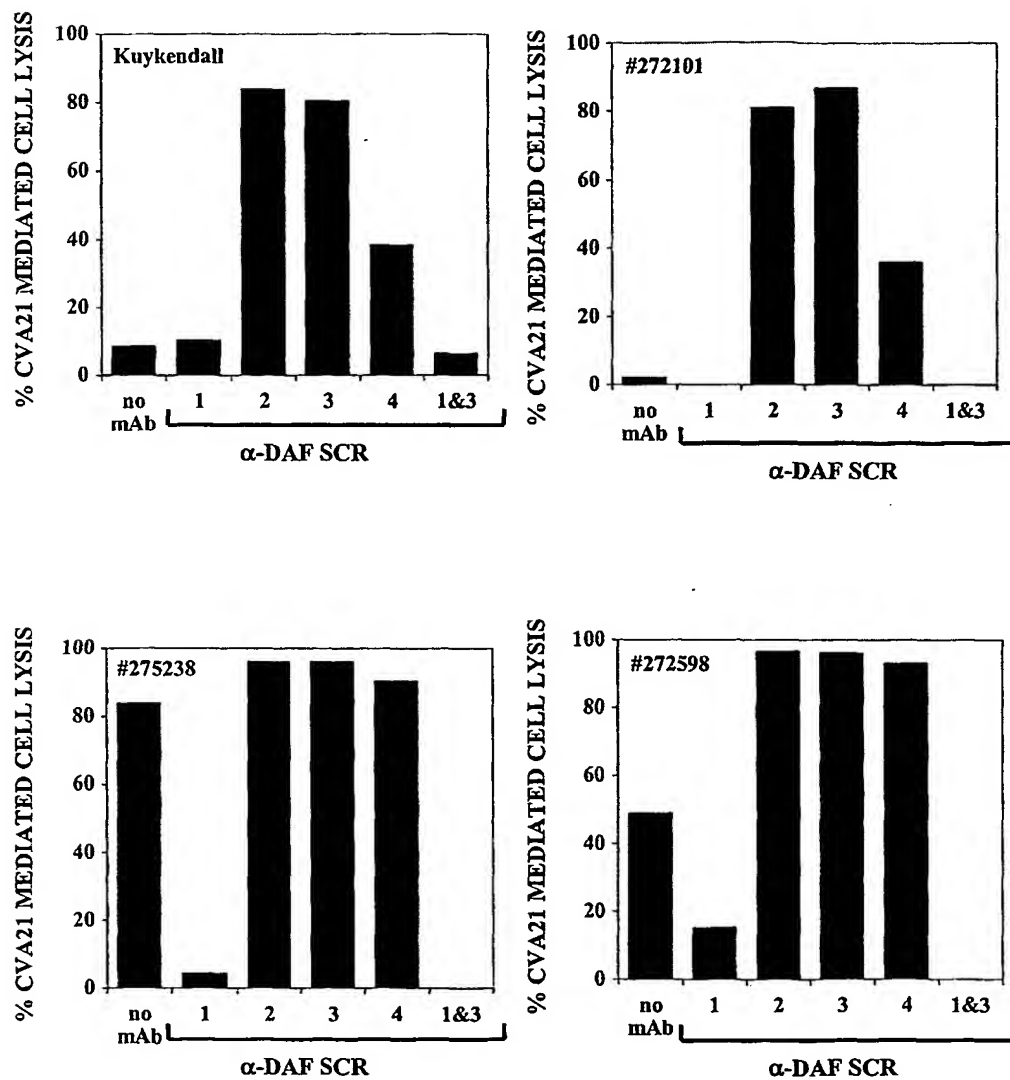 % CVA21 MEDIATED CELL LYSIS
Kuykendall
100
80
60
40
20
0
no mAb 1 2 3 4 1&3
α-DAF SCR
% CVA21 MEDIATED CELL LYSIS
#272101
100
80
60
40
20
0
no mAb 1 2 3 4 1&3
α-DAF SCR
% CVA21 MEDIATED CELL LYSIS
#275238
100
80
60
40
20
0
no mAb 1 2 3 4 1&3
α-DAF SCR
% CVA21 MEDIATED CELL LYSIS
#272598
100
80
60
40
20
0
no mAb 1 2 3 4 1&3
α-DAF SCR